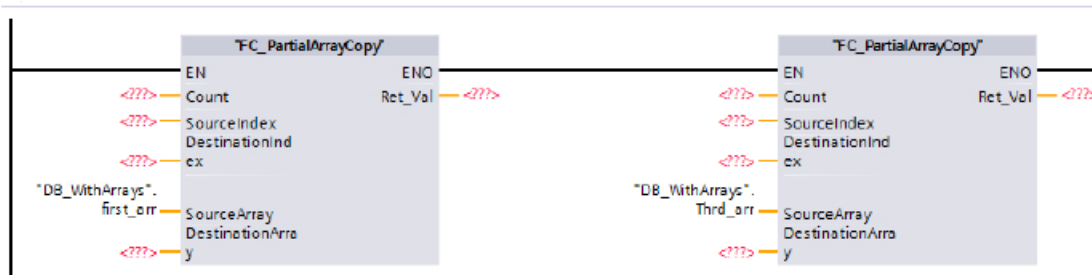 "FC_PartialArrayCopy"
EN ENO
<???> Count Ret_Val <???>
<???> SourceIndex
DestinationInd
<???> ex
"DB_WithArrays".
first_arr SourceArray
DestinationArra
<???> y
"FC_PartialArrayCopy"
EN ENO
<???> Count Ret_Val <???>
<???> SourceIndex
DestinationInd
<???> ex
"DB_WithArrays".
Thrd_arr SourceArray
DestinationArra
<???> y